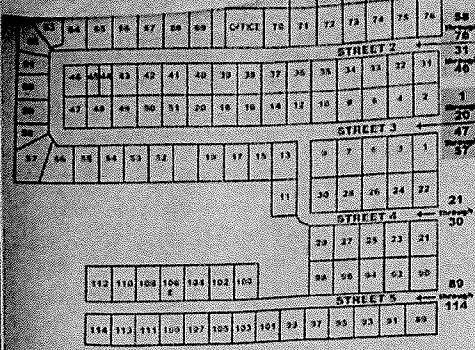 63 64 65 66 67 68 69 OFFICE 70 71 72 73 74 75 76
STREET 2
46 45 44 43 42 41 40 39 38 37 36 35 34 33 32 31
47 48 49 50 51 20 18 16 14 12 10 8 6 4 2
STREET 3
57 56 55 54 53 52 19 17 15 13 9 7 5 3 1
11 30 28 26 24 22
STREET 4
29 27 25 23 21
98 96 94 92 90
112 110 108 106 104 102 100
STREET 5
114 113 111 109 107 105 103 101 99 97 95 93 91 89
through
76
31
through
46
1
through
20
47
through
57
21
through
30
89
through
114